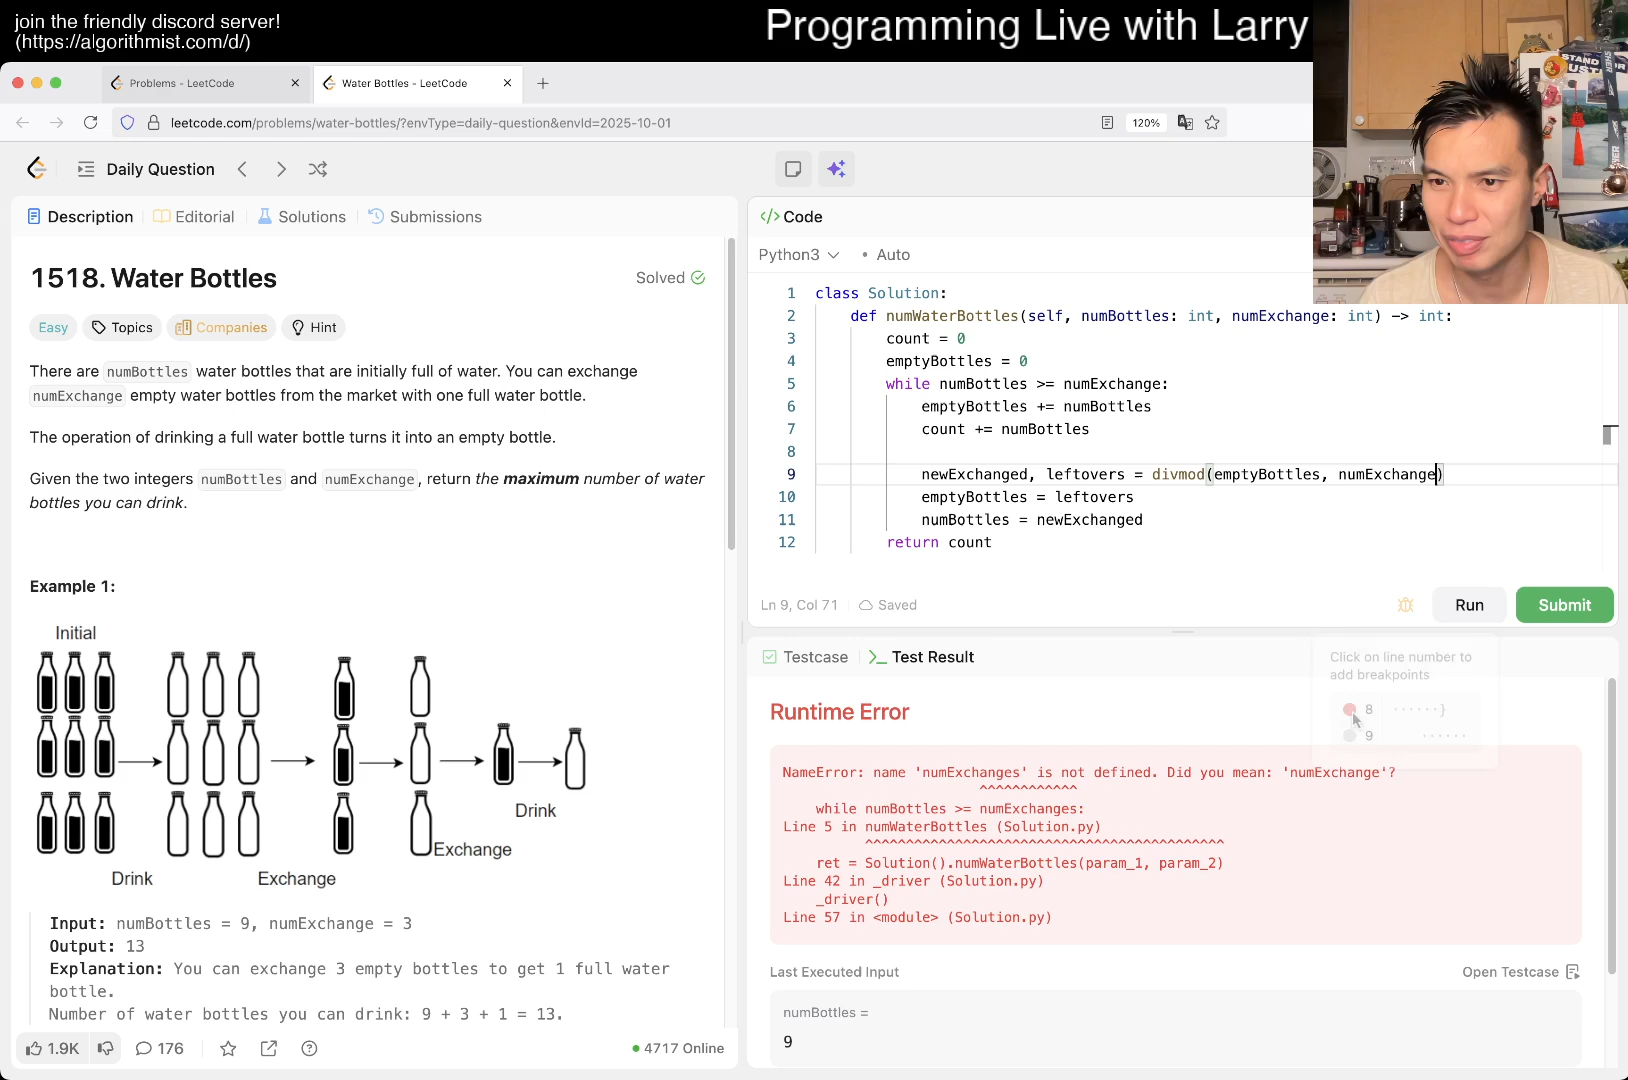 join the friendly discord server!
(https://algorithmist.com/d/)
Programming Live with Larry
Problems - LeetCode
Water Bottles - LeetCode
leetcode.com/problems/water-bottles/?envType=daily-question&envId=2025-10-01
120%
Daily Question
Description
Editorial
Solutions
Submissions
1518. Water Bottles
Solved
Easy
Topics
Companies
Hint
There are numBottles water bottles that are initially full of water. You can exchange
numExchange empty water bottles from the market with one full water bottle.
The operation of drinking a full water bottle turns it into an empty bottle.
Given the two integers numBottles and numExchange, return the maximum number of water
bottles you can drink.
Example 1:
Initial
Drink
Exchange
Exchange
Drink
Input: numBottles = 9, numExchange = 3
Output: 13
Explanation: You can exchange 3 empty bottles to get 1 full water
bottle.
Number of water bottles you can drink: 9 + 3 + 1 = 13.
1.9K
176
4717 Online
</> Code
Python3
• Auto
1 class Solution:
2 def numWaterBottles(self, numBottles: int, numExchange: int) -> int:
3 count = 0
4 emptyBottles = 0
5 while numBottles >= numExchange:
6 emptyBottles += numBottles
7 count += numBottles
8
9 newExchanged, leftovers = divmod(emptyBottles, numExchange)
10 emptyBottles = leftovers
11 numBottles = newExchanged
12 return count
Ln 9, Col 71
Saved
Run
Submit
Click on line number to
add breakpoints
8 ······}
9 ······
Testcase
Test Result
Runtime Error
NameError: name 'numExchanges' is not defined. Did you mean: 'numExchange'?
^^^^^^^^^^^^
while numBottles >= numExchanges:
Line 5 in numWaterBottles (Solution.py)
^^^^^^^^^^^^^^^^^^^^^^^^^^^^^^^^^^^^^^^^^^^^
ret = Solution().numWaterBottles(param_1, param_2)
Line 42 in _driver (Solution.py)
_driver()
Line 57 in <module> (Solution.py)
Last Executed Input
Open Testcase
numBottles =
9